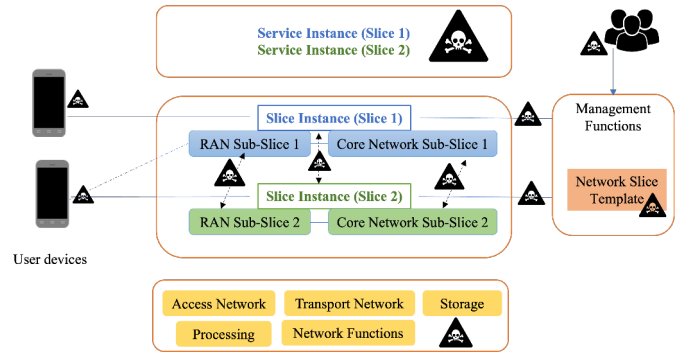 Service Instance (Slice 1)
Service Instance (Slice 2)
Slice Instance (Slice 1)
RAN Sub-Slice 1
Core Network Sub-Slice 1
Slice Instance (Slice 2)
RAN Sub-Slice 2
Core Network Sub-Slice 2
Management
Functions
Network Slice
Template
User devices
Access Network
Transport Network
Storage
Processing
Network Functions